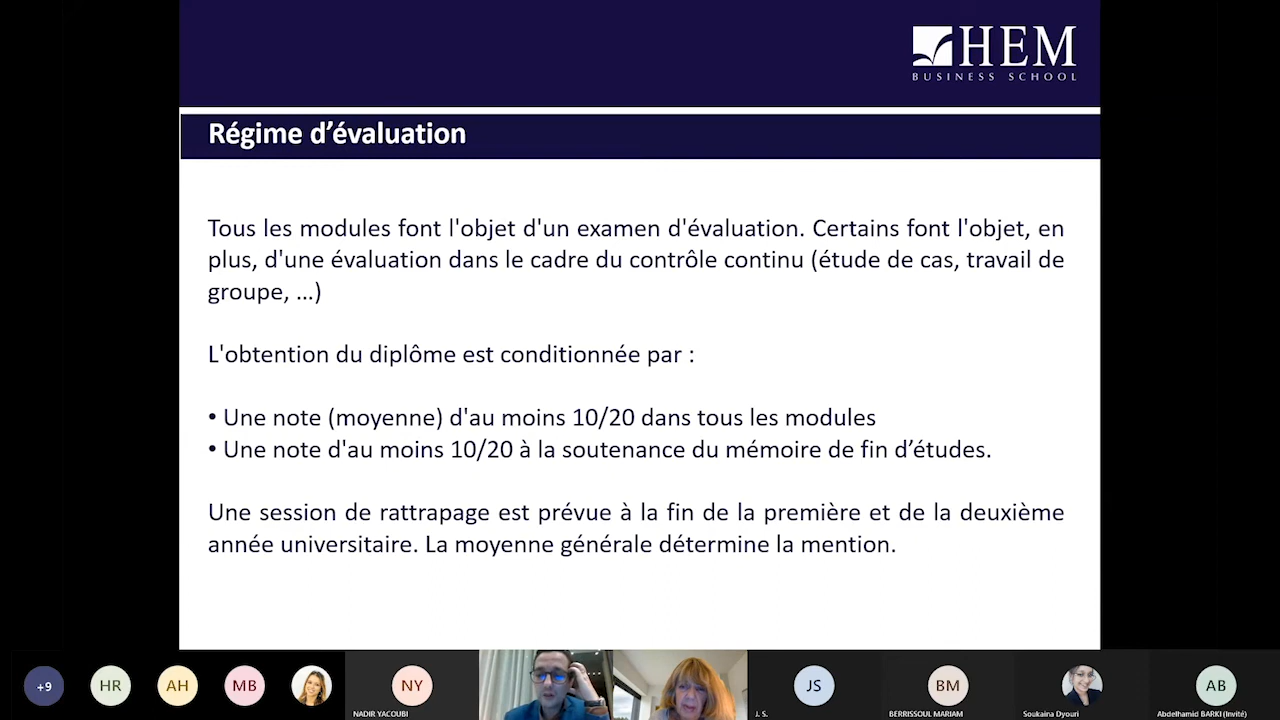 HEM
BUSINESS SCHOOL
Régime d’évaluation
Tous les modules font l'objet d'un examen d'évaluation. Certains font l'objet, en
plus, d'une évaluation dans le cadre du contrôle continu (étude de cas, travail de
groupe, ...)
L'obtention du diplôme est conditionnée par :
• Une note (moyenne) d'au moins 10/20 dans tous les modules
• Une note d'au moins 10/20 à la soutenance du mémoire de fin d’études.
Une session de rattrapage est prévue à la fin de la première et de la deuxième
année universitaire. La moyenne générale détermine la mention.
+9
HR
AH
MB
NY
JS
BM
AB
NADIR YACOUBI
J. S.
BERRISSOUL MARIAM
Soukaina Dyouri
Abdelhamid BARKI (Invité)